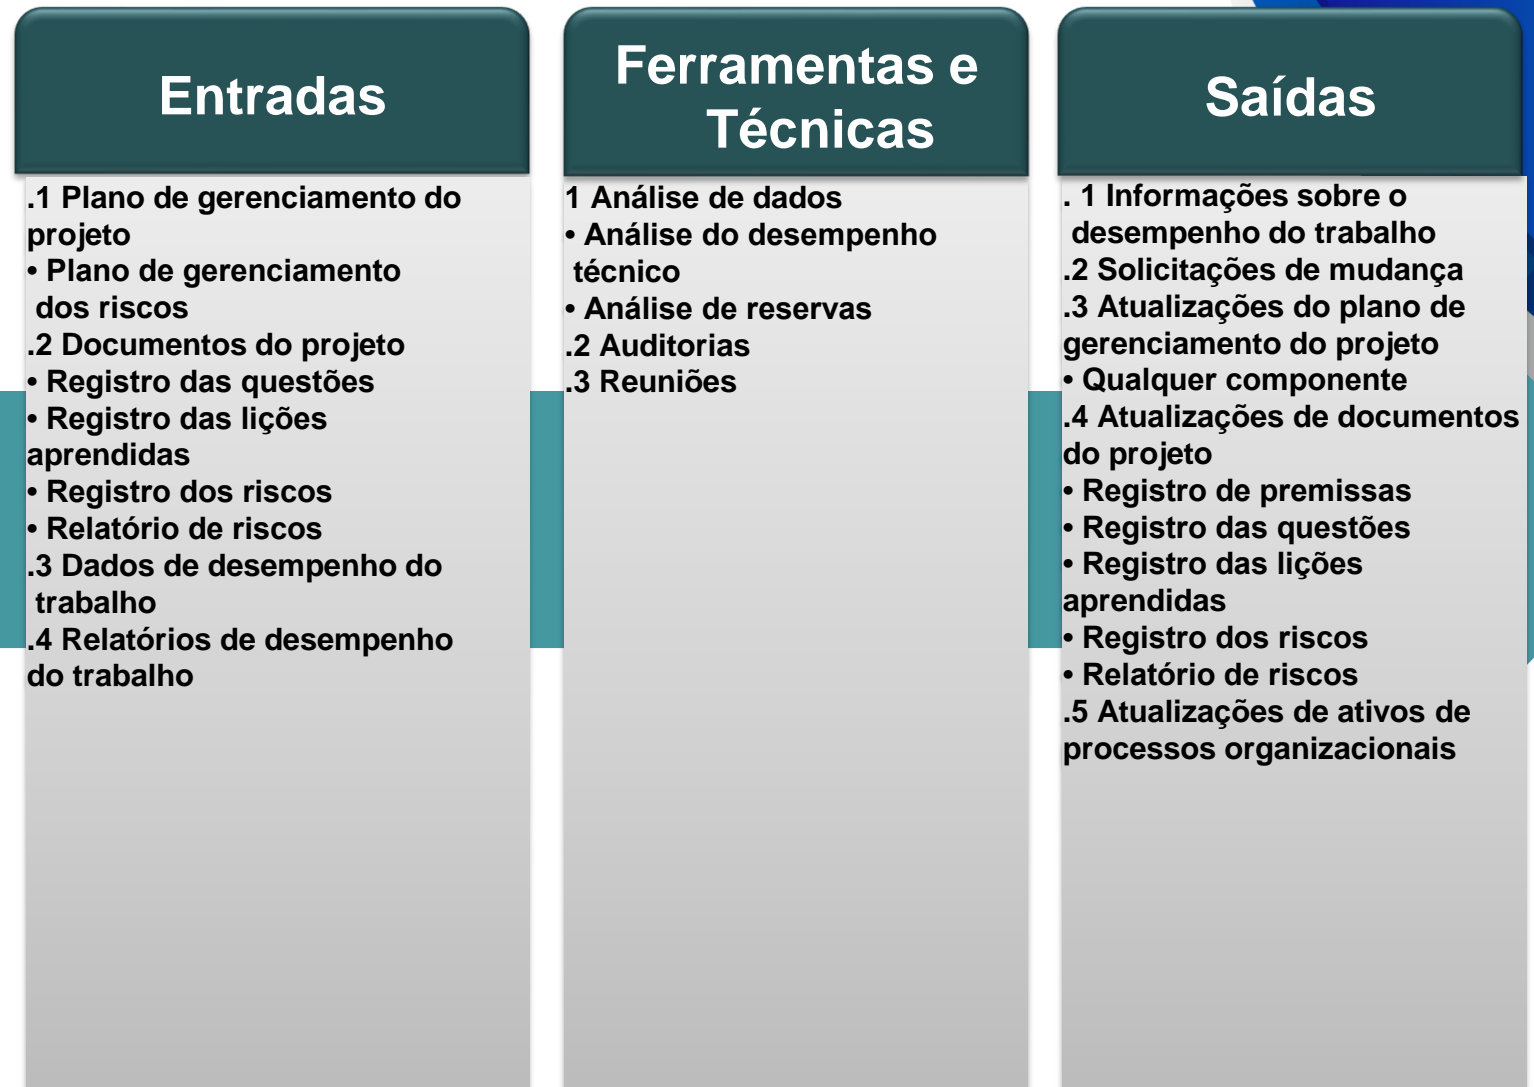 Entradas
.1 Plano de gerenciamento do
projeto
• Plano de gerenciamento
dos riscos
.2 Documentos do projeto
• Registro das questões
• Registro das lições
aprendidas
• Registro dos riscos
• Relatório de riscos
.3 Dados de desempenho do
trabalho
.4 Relatórios de desempenho
do trabalho
Ferramentas e
Técnicas
1 Análise de dados
• Análise do desempenho
técnico
• Análise de reservas
.2 Auditorias
.3 Reuniões
Saídas
. 1 Informações sobre o
desempenho do trabalho
.2 Solicitações de mudança
.3 Atualizações do plano de
gerenciamento do projeto
• Qualquer componente
.4 Atualizações de documentos
do projeto
• Registro de premissas
• Registro das questões
• Registro das lições
aprendidas
• Registro dos riscos
• Relatório de riscos
.5 Atualizações de ativos de
processos organizacionais